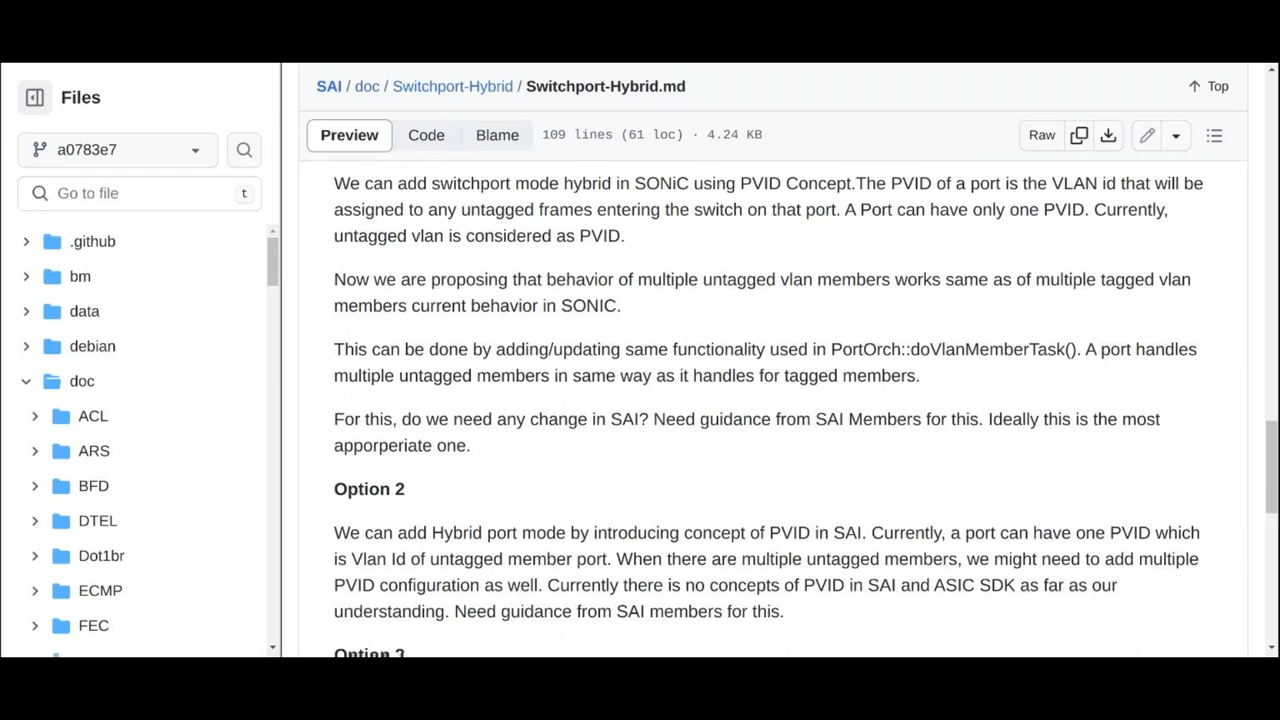 Files
a0783e7
Go to file
t
.github
bm
data
debian
doc
ACL
ARS
BFD
DTEL
Dot1br
ECMP
FEC
SAI / doc / Switchport-Hybrid / Switchport-Hybrid.md
Top
Preview
Code
Blame
109 lines (61 loc) · 4.24 KB
Raw
We can add switchport mode hybrid in SONiC using PVID Concept.The PVID of a port is the VLAN id that will be
assigned to any untagged frames entering the switch on that port. A Port can have only one PVID. Currently,
untagged vlan is considered as PVID.
Now we are proposing that behavior of multiple untagged vlan members works same as of multiple tagged vlan
members current behavior in SONIC.
This can be done by adding/updating same functionality used in PortOrch::doVlanMemberTask(). A port handles
multiple untagged members in same way as it handles for tagged members.
For this, do we need any change in SAI? Need guidance from SAI Members for this. Ideally this is the most
apporperiate one.
Option 2
We can add Hybrid port mode by introducing concept of PVID in SAI. Currently, a port can have one PVID which
is Vlan Id of untagged member port. When there are multiple untagged members, we might need to add multiple
PVID configuration as well. Currently there is no concepts of PVID in SAI and ASIC SDK as far as our
understanding. Need guidance from SAI members for this.
Option 3